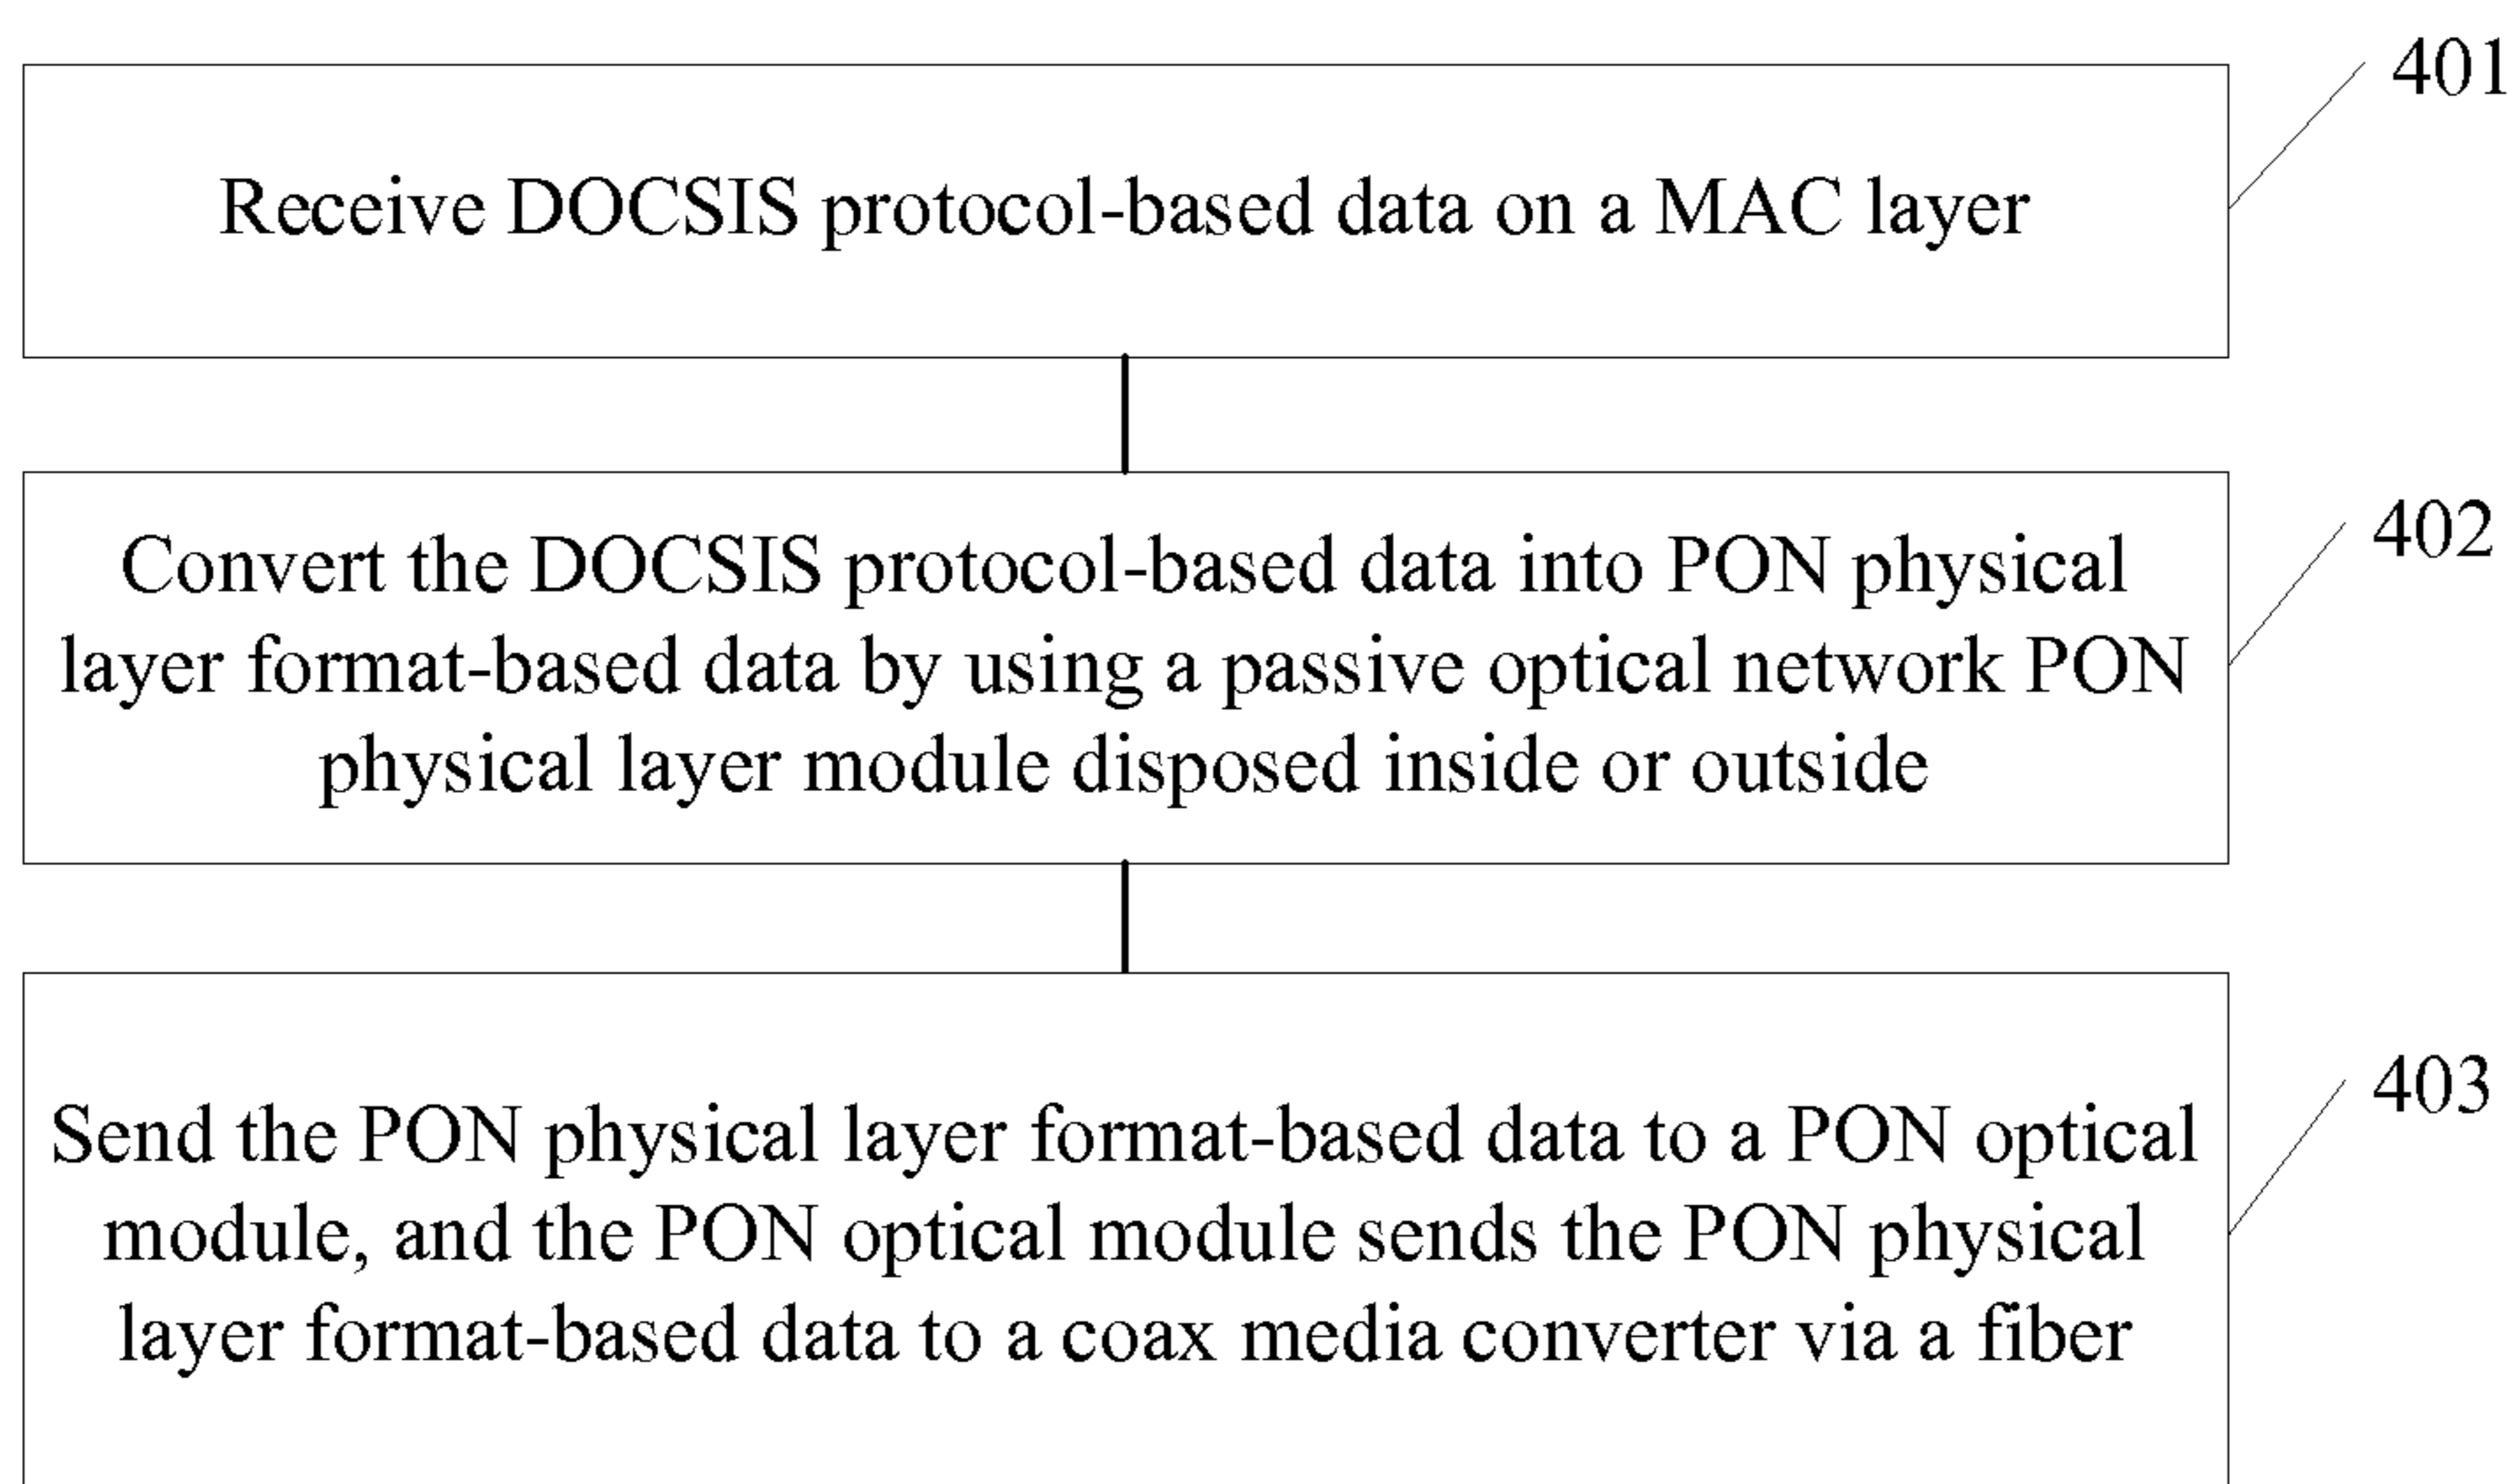 401
Receive DOCSIS protocol-based data on a MAC layer
402
Convert the DOCSIS protocol-based data into PON physical
layer format-based data by using a passive optical network PON
physical layer module disposed inside or outside
403
Send the PON physical layer format-based data to a PON optical
module, and the PON optical module sends the PON physical
layer format-based data to a coax media converter via a fiber